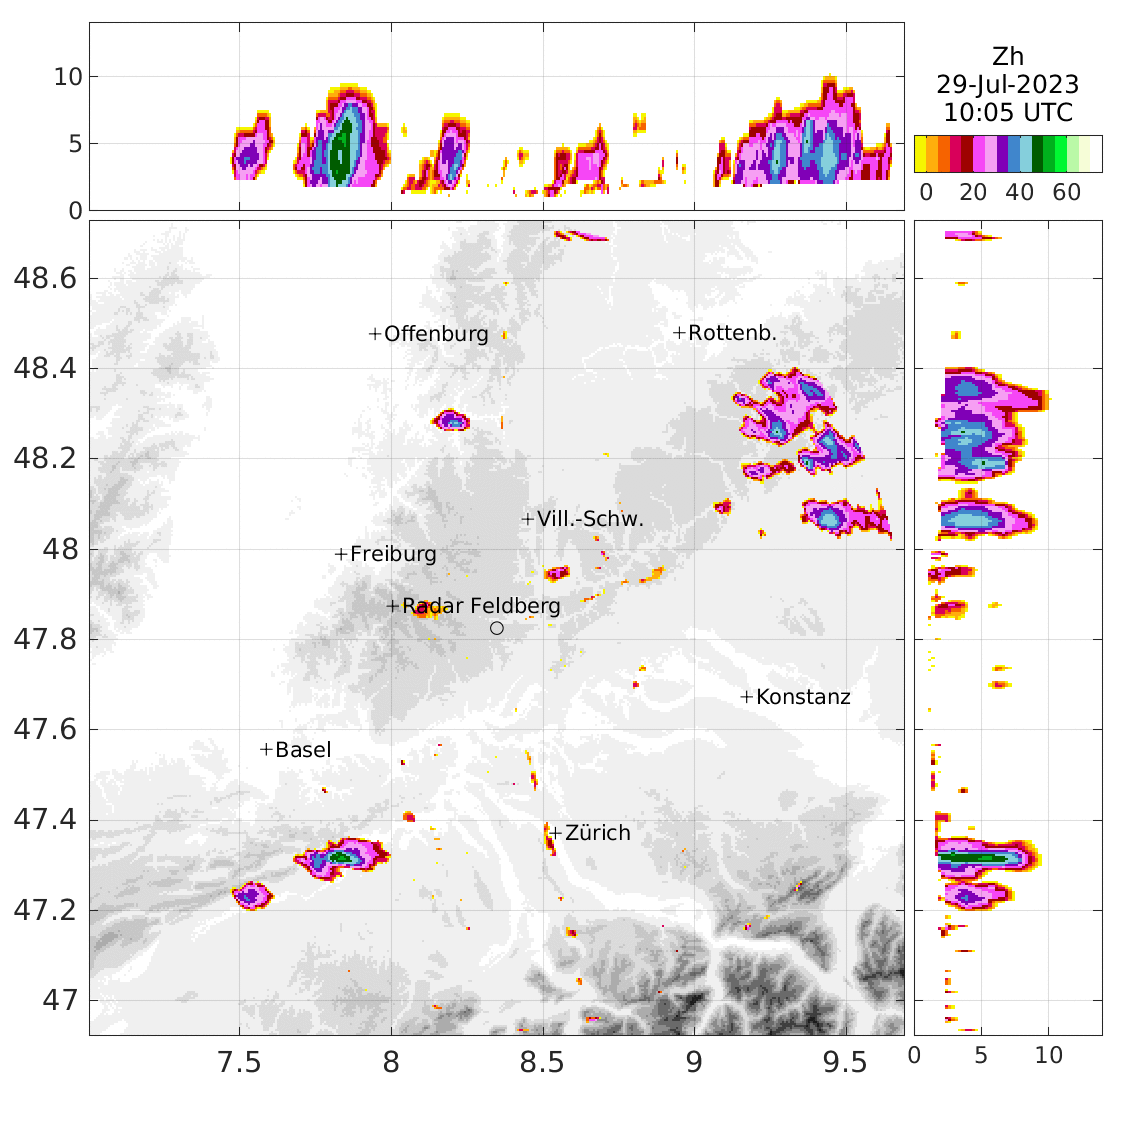 10
5
0
Zh
29-Jul-2023
10:05 UTC
0 20 40 60
48.6
48.4
48.2
48
47.8
47.6
47.4
47.2
47
+Offenburg
+Rottenb.
+Vill.-Schw.
+Freiburg
+Radar Feldberg
+Konstanz
+Basel
+Zürich
7.5 8 8.5 9 9.5
0 5 10